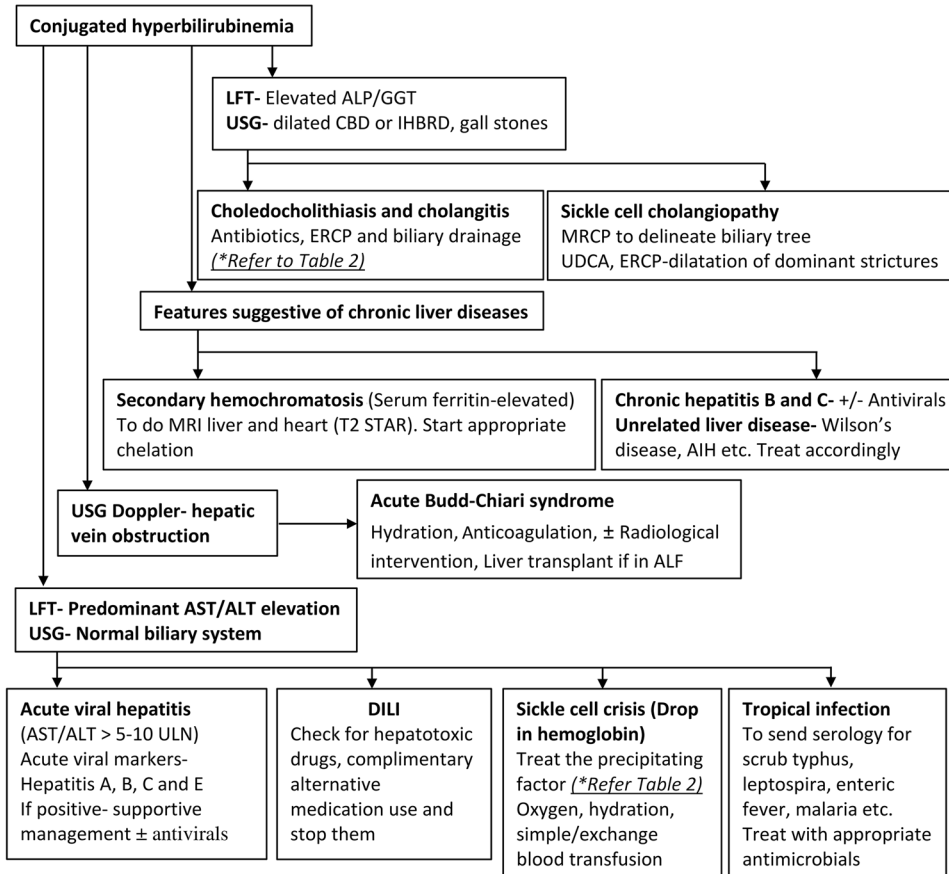 Conjugated hyperbilirubinemia
LFT- Elevated ALP/GGT
USG- dilated CBD or IHBRD, gall stones
Choledocholithiasis and cholangitis
Antibiotics, ERCP and biliary drainage
(*Refer to Table 2)
Sickle cell cholangiopathy
MRCP to delineate biliary tree
UDCA, ERCP-dilatation of dominant strictures
Features suggestive of chronic liver diseases
Secondary hemochromatosis (Serum ferritin-elevated)
To do MRI liver and heart (T2 STAR). Start appropriate
chelation
Chronic hepatitis B and C- +/- Antivirals
Unrelated liver disease- Wilson's
disease, AIH etc. Treat accordingly
USG Doppler- hepatic
vein obstruction
Acute Budd-Chiari syndrome
Hydration, Anticoagulation, ± Radiological
intervention, Liver transplant if in ALF
LFT- Predominant AST/ALT elevation
USG- Normal biliary system
Acute viral hepatitis
(AST/ALT > 5-10 ULN)
Acute viral markers-
Hepatitis A, B, C and E
If positive- supportive
management ± antivirals
DILI
Check for hepatotoxic
drugs, complimentary
alternative
medication use and
stop them
Sickle cell crisis (Drop
in hemoglobin)
Treat the precipitating
factor (*Refer Table 2)
Oxygen, hydration,
simple/exchange
blood transfusion
Tropical infection
To send serology for
scrub typhus,
leptospira, enteric
fever, malaria etc.
Treat with appropriate
antimicrobials